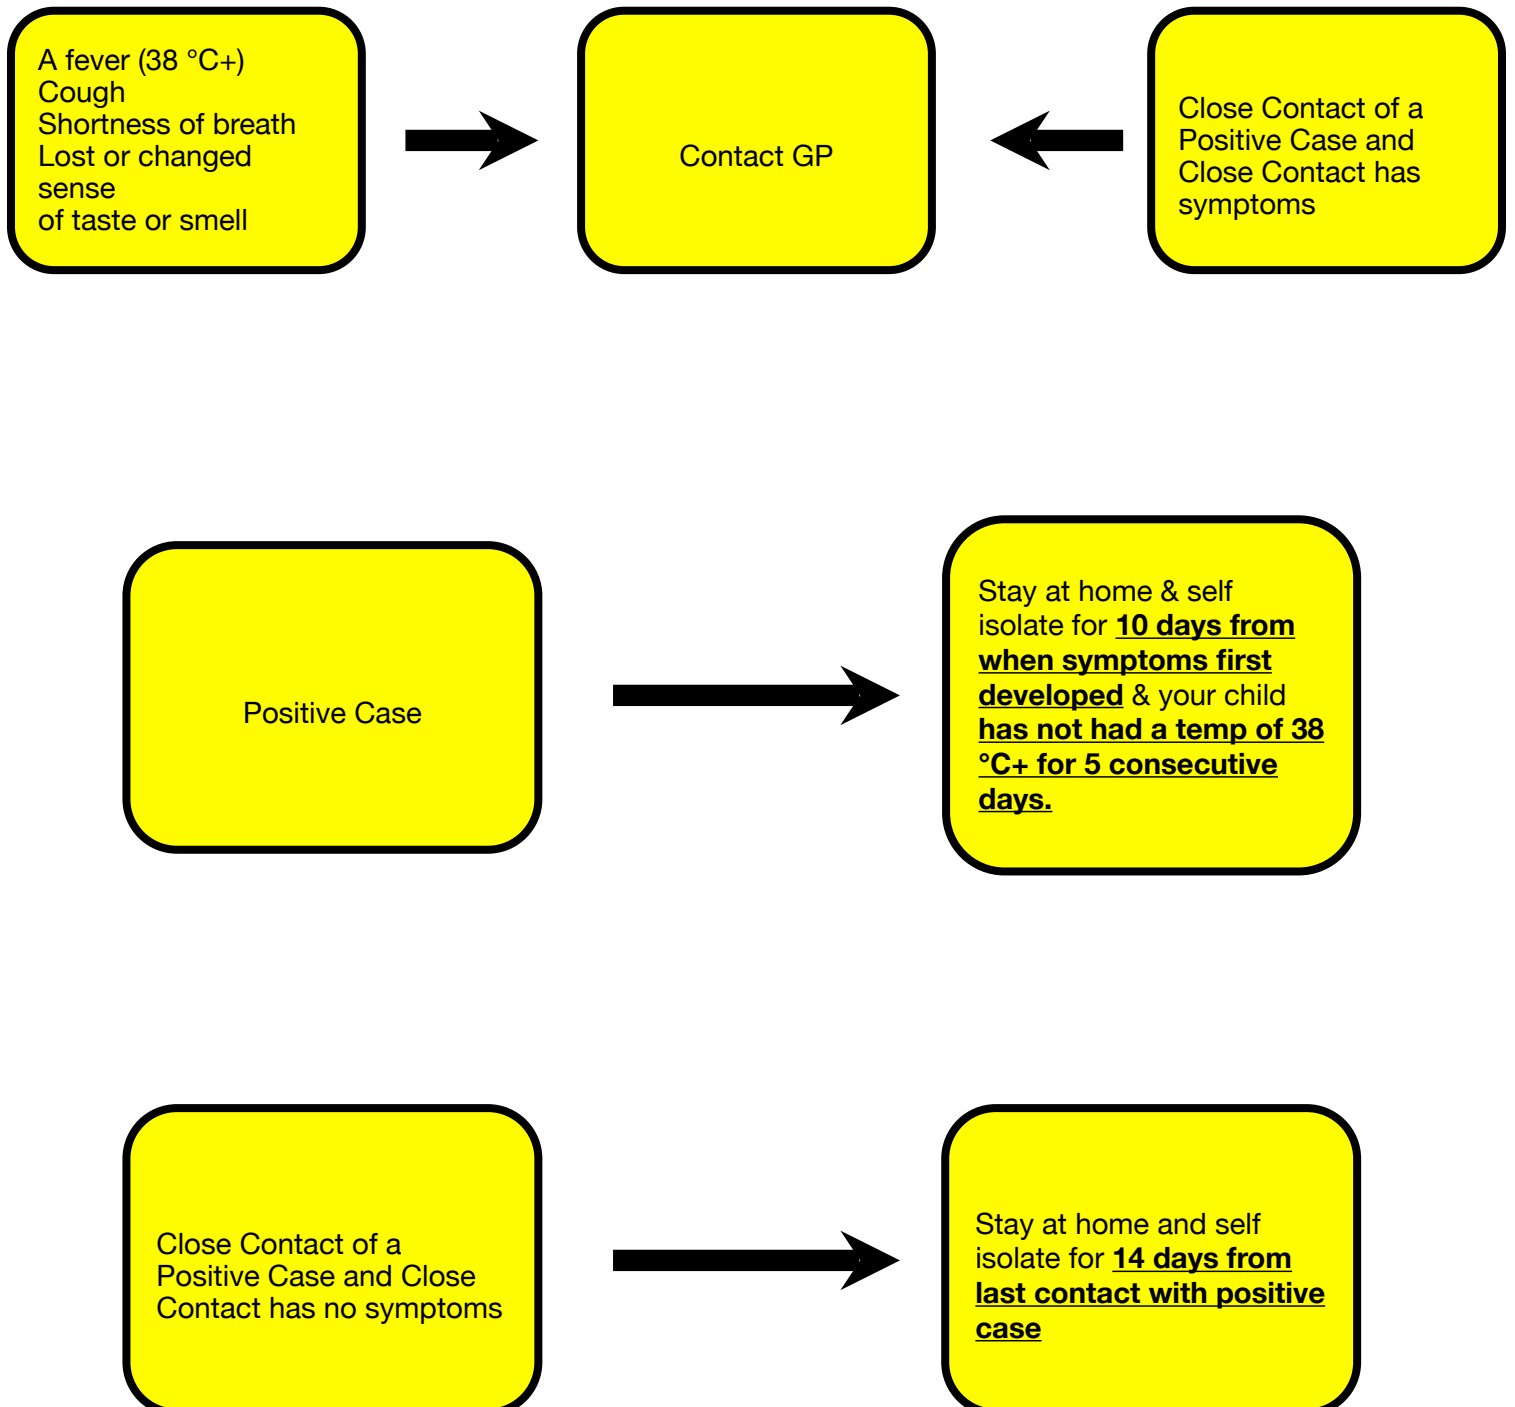 A fever (38 °C+)
Cough
Shortness of breath
Lost or changed
sense
of taste or smell
Contact GP
Close Contact of a
Positive Case and
Close Contact has
symptoms
Positive Case
Stay at home & self
isolate for 10 days from
when symptoms first
developed & your child
has not had a temp of 38
°C+ for 5 consecutive
days.
Close Contact of a
Positive Case and Close
Contact has no symptoms
Stay at home and self
isolate for 14 days from
last contact with positive
case